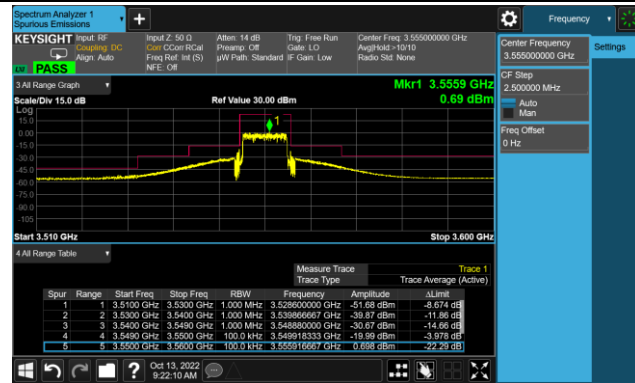 Spectrum Analyzer 1
Spurious Emissions
+
Frequency
KEYSIGHT Input: RF Input Z: 50 Ω Atten: 14 dB Trig: Free Run Center Freq: 3.555000000 GHz
Coupling: DC Corr CCorr RCal Preamp: Off Gate: LO Avg|Hold:>10/10
Align: Auto Freq Ref: Int (S) µW Path: Standard IF Gain: Low Radio Std: None
NFE: Off
PASS
Center Frequency
3.555000000 GHz
Settings
CF Step
2.500000 MHz
Auto
Man
Freq Offset
0 Hz
3 All Range Graph
Mkr1 3.5559 GHz
Scale/Div 15.0 dB Ref Value 30.00 dBm 0.69 dBm
Log
15.0
0.00
-15.0
-30.0
-45.0
-60.0
-75.0
-90.0
-105
1
Start 3.510 GHz Stop 3.600 GHz
4 All Range Table
Measure Trace Trace 1
Trace Type Trace Average (Active)
Spur Range Start Freq Stop Freq RBW Frequency Amplitude ΔLimit
1 1 3.5100 GHz 3.5300 GHz 1.000 MHz 3.528600000 GHz -51.68 dBm -8.674 dB
2 2 3.5300 GHz 3.5400 GHz 1.000 MHz 3.539866667 GHz -39.87 dBm -11.86 dB
3 3 3.5400 GHz 3.5490 GHz 1.000 MHz 3.548880000 GHz -30.67 dBm -14.66 dB
4 4 3.5490 GHz 3.5500 GHz 100.0 kHz 3.549918333 GHz -19.99 dBm -3.978 dB
5 5 3.5500 GHz 3.5600 GHz 100.0 kHz 3.555916667 GHz 0.698 dBm -22.29 dB
?
Oct 13, 2022
9:22:10 AM